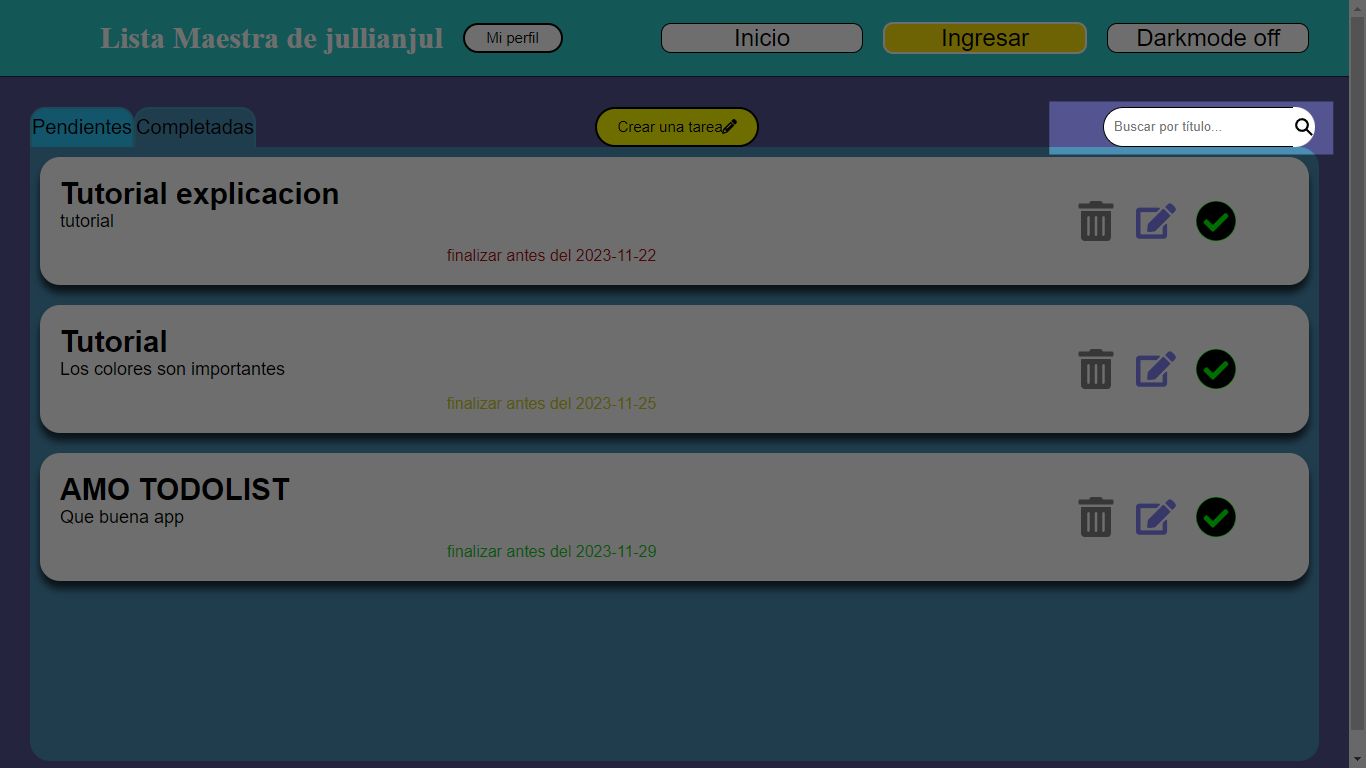 Lista Maestra de jullianjul
Mi perfil
Inicio
Ingresar
Darkmode off
Pendientes
Completadas
Crear una tarea
Buscar por título...
Tutorial explicacion
tutorial
finalizar antes del 2023-11-22
Tutorial
Los colores son importantes
finalizar antes del 2023-11-25
AMO TODOLIST
Que buena app
finalizar antes del 2023-11-29